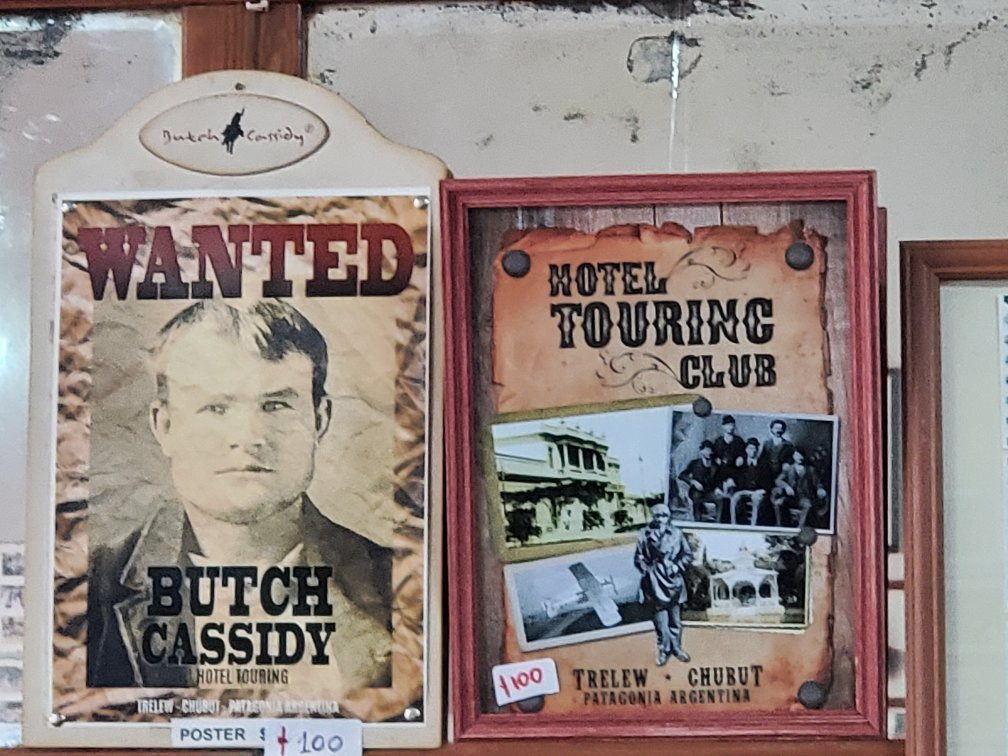 Butch Cassidy®
WANTED
BUTCH
CASSIDY
HOTEL TOURING
TRELEW - CHUBUT - PATAGONIA ARGENTINA
POSTER $ 100
HOTEL
TOURING
CLUB
$100
TRELEW · CHUBUT
PATAGONIA ARGENTINA